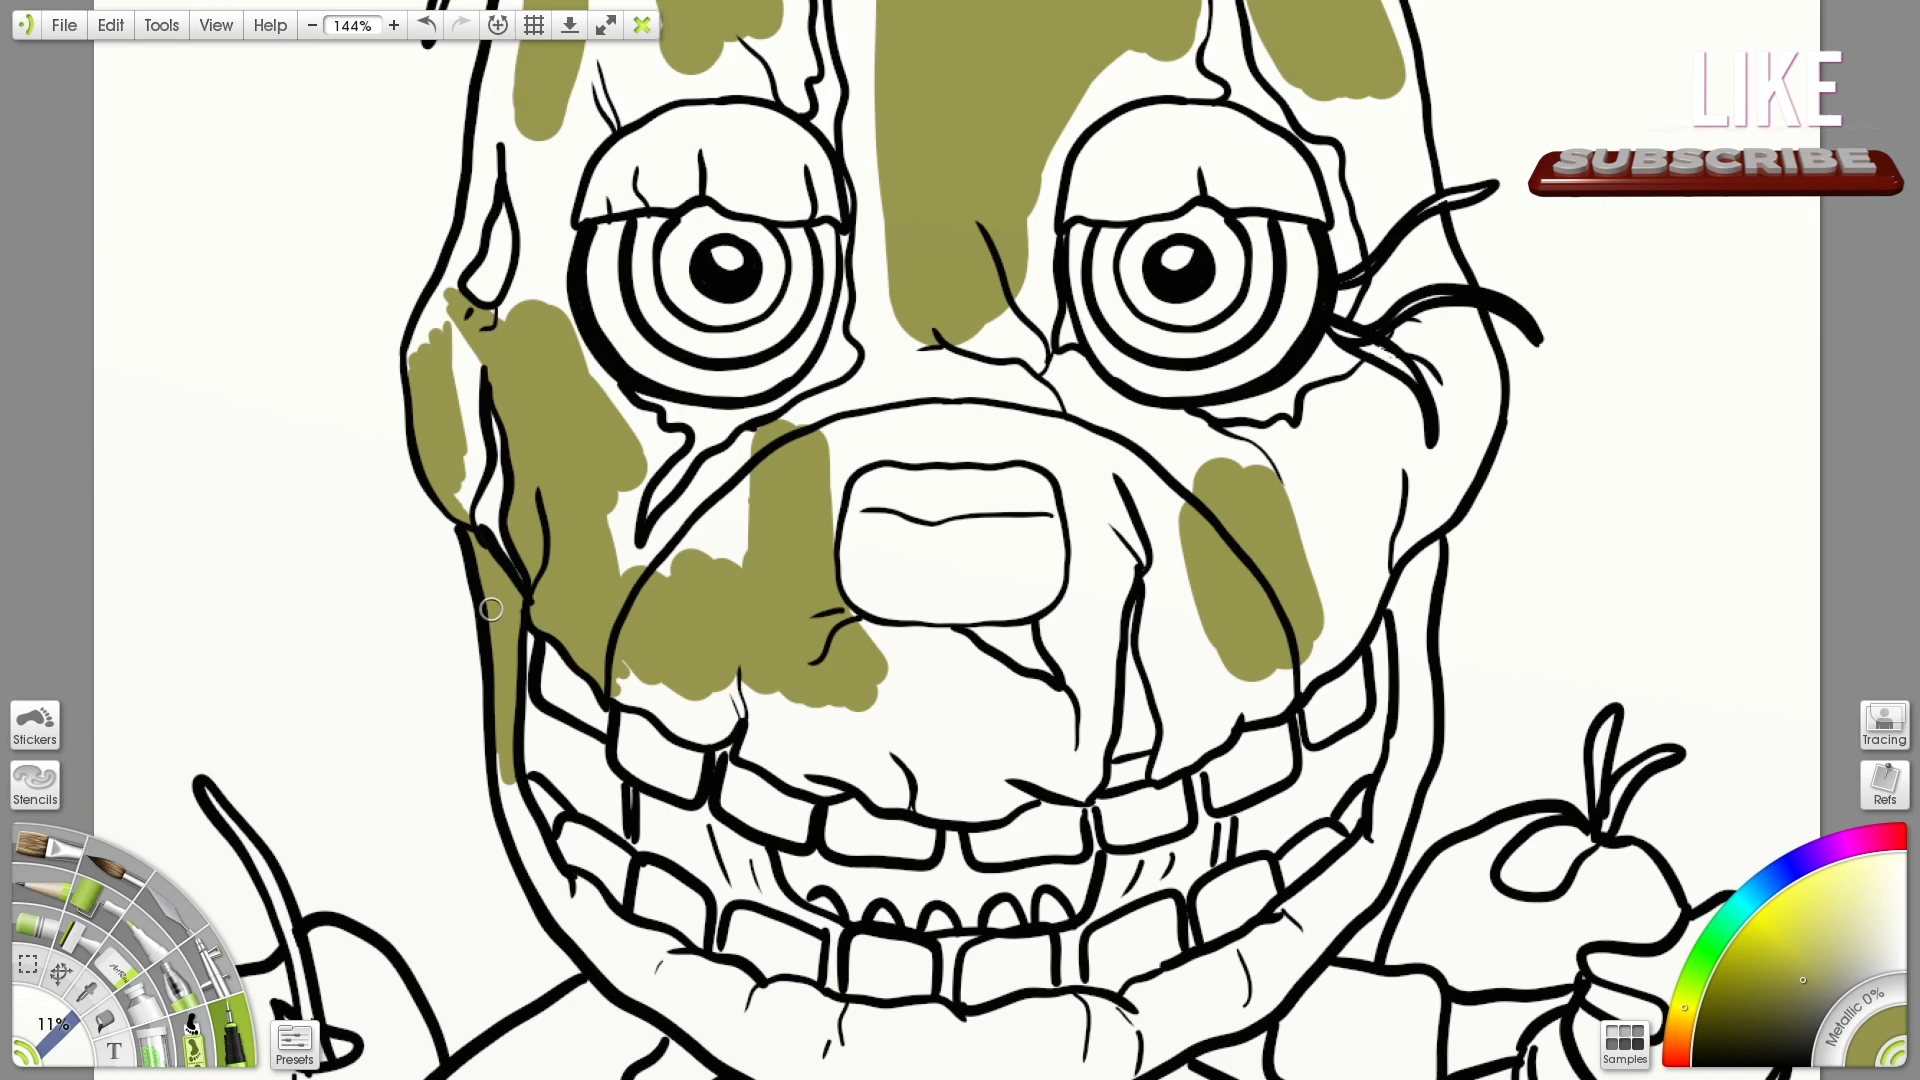 File Edit Tools View Help 144%
LIKE
SUBSCRIBE
Stickers
Stencils
Tracing
Refs
11%
T
Presets
Samples
Metallic 0%